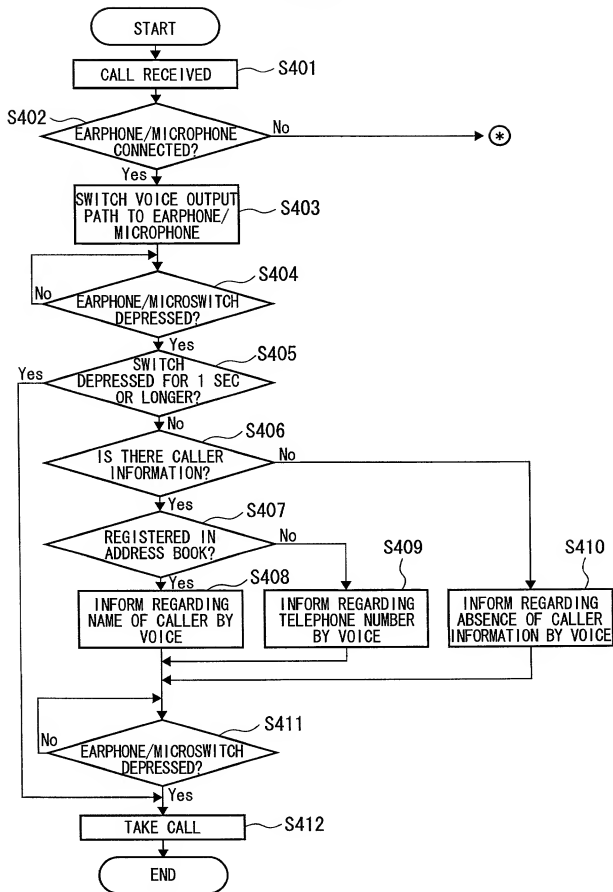 START
CALL RECEIVED
S401
S402
EARPHONE/MICROPHONE
CONNECTED?
No
*
Yes
SWITCH VOICE OUTPUT
PATH TO EARPHONE/
MICROPHONE
S403
S404
No
EARPHONE/MICROSWITCH
DEPRESSED?
Yes
S405
Yes
SWITCH
DEPRESSED FOR 1 SEC
OR LONGER?
No
S406
IS THERE CALLER
INFORMATION?
No
Yes
S407
REGISTERED IN
ADDRESS BOOK?
No
Yes
S408
S409
S410
INFORM REGARDING
NAME OF CALLER BY
VOICE
INFORM REGARDING
TELEPHONE NUMBER
BY VOICE
INFORM REGARDING
ABSENCE OF CALLER
INFORMATION BY VOICE
S411
No
EARPHONE/MICROSWITCH
DEPRESSED?
Yes
TAKE CALL
S412
END